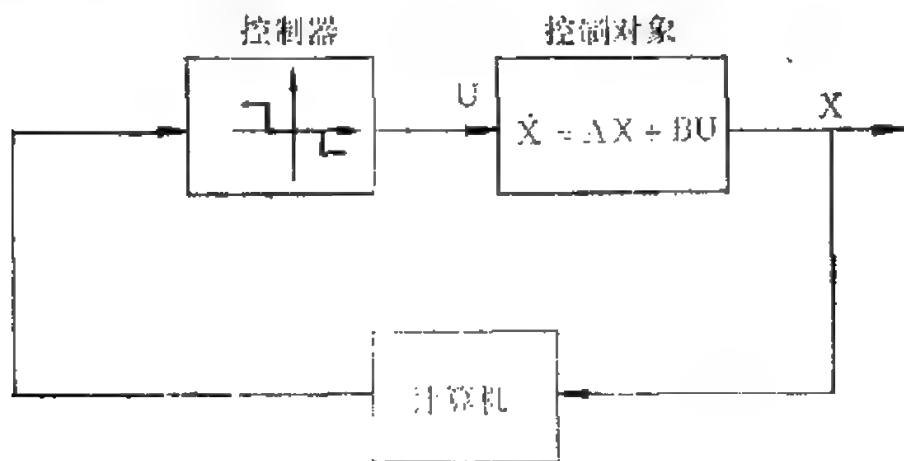 控制器
控制对象
U
Ẋ = AX + BU
X
计算机